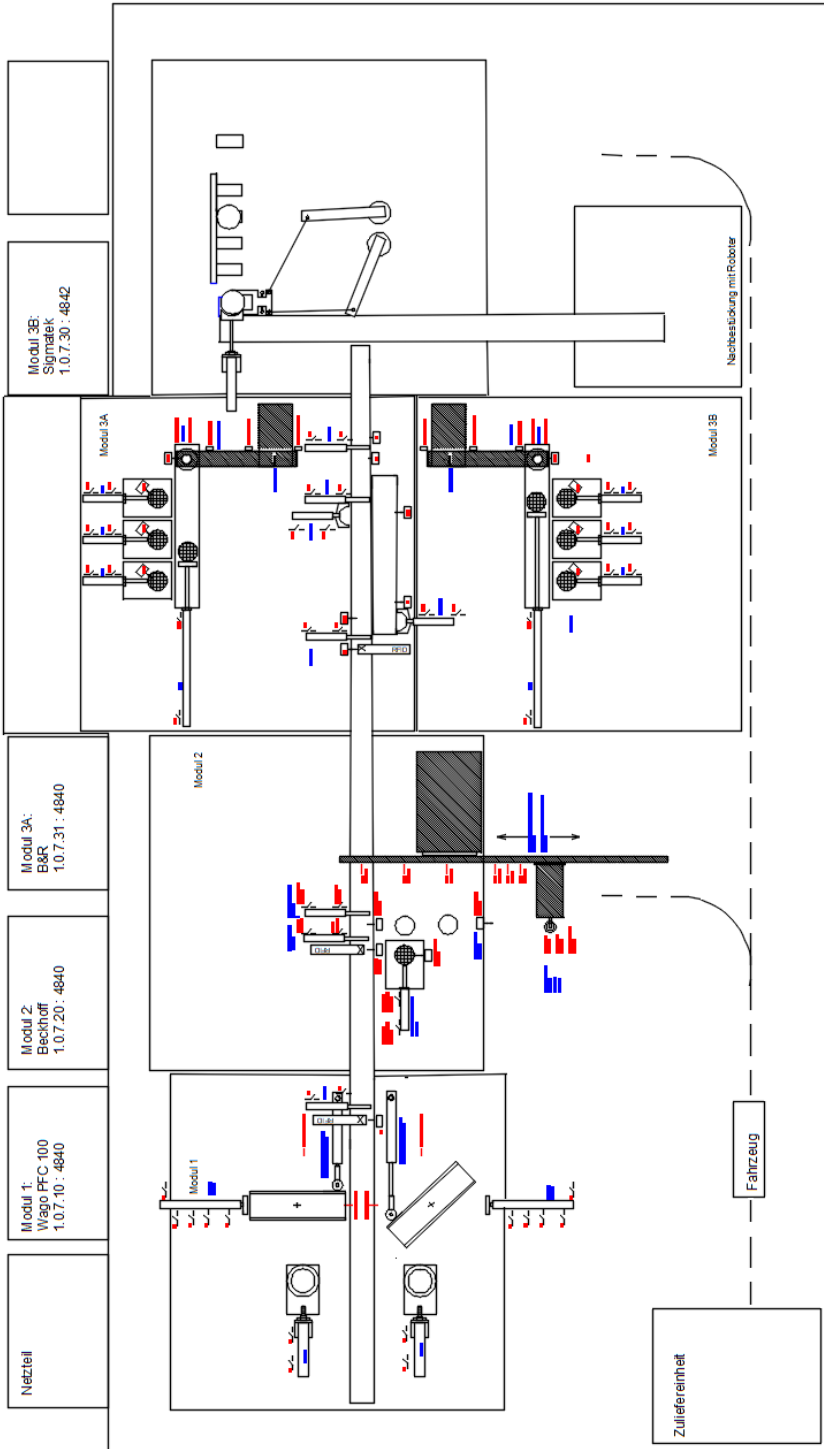 Netzteil
Modul 1:
Wago PFC 100
1.0.7.10 : 4840
Modul 2:
Beckhoff
1.0.7.20 : 4840
Modul 3A:
B&R
1.0.7.31 : 4840
Modul 3B:
Sigmatek
1.0.7.30 : 4842
Modul 1
Modul 2
Modul 3A
RFID
RFID
RFID
Modul 3B
Nachbestückung mit Roboter
Zuliefereinheit
Fahrzeug